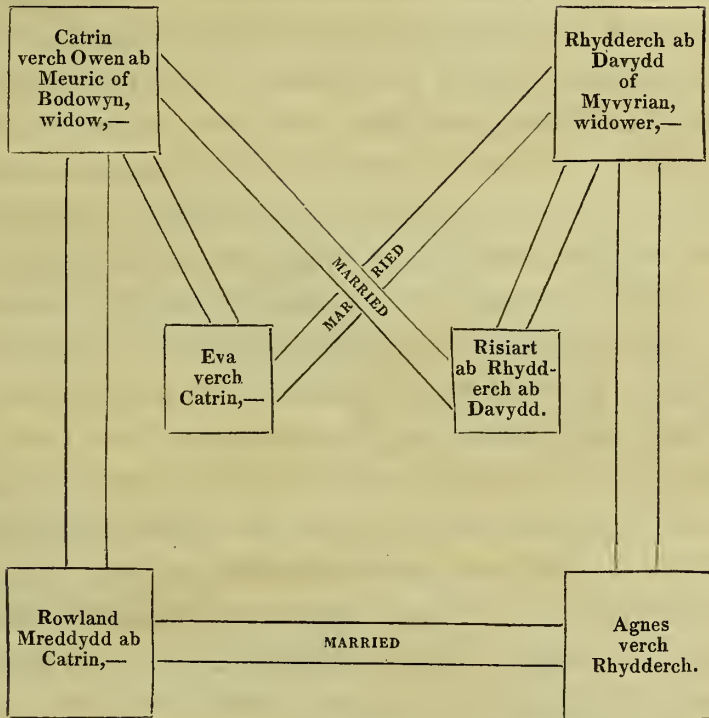 Catrin
verch Owen ab
Meuric of
Bodowyn,
widow,—
Rhydderch ab
Davydd
of
Myvyrian,
widower,—
MARRIED
MARRIED
Eva
verch
Catrin,—
Risiart
ab Rhydd-
erch ab
Davydd.
Rowland
Mreddydd ab
Catrin,—
MARRIED
Agnes
verch
Rhydderch.